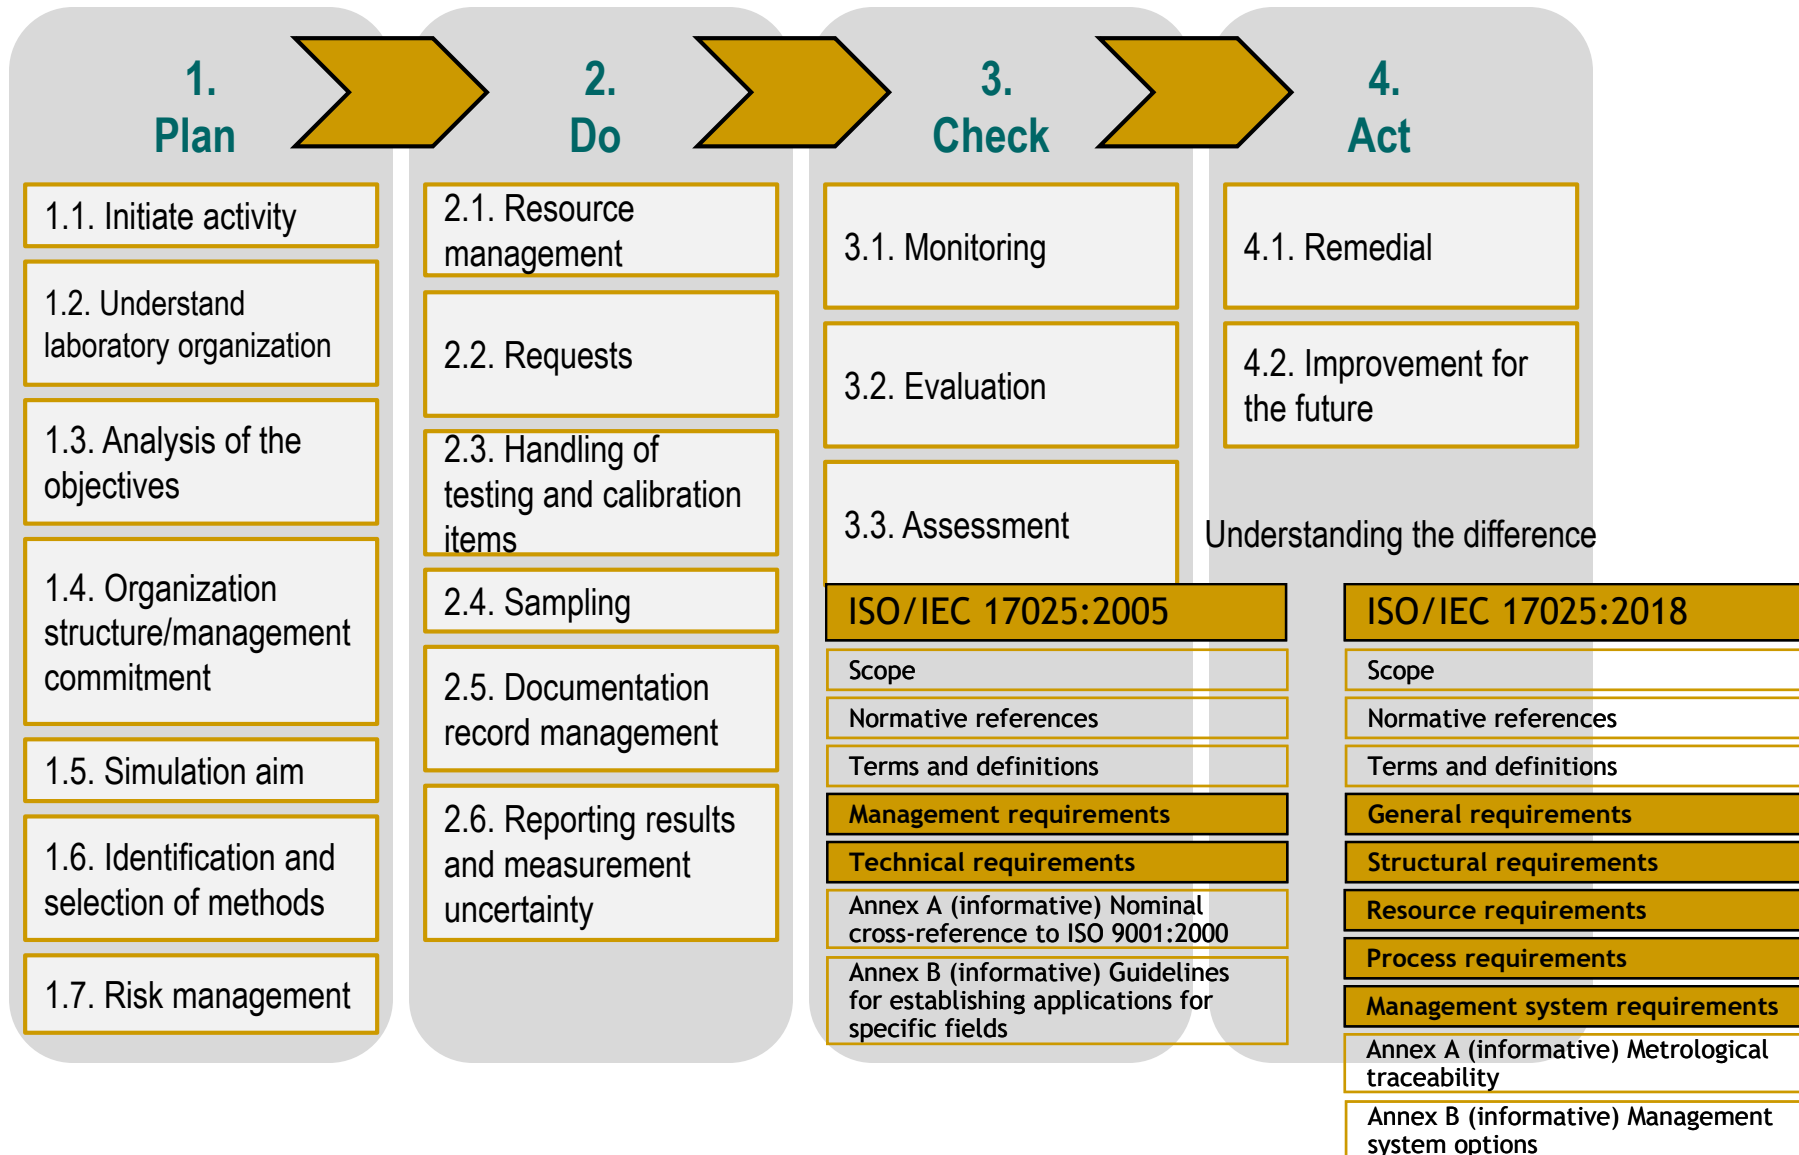 1.
Plan
1.1. Initiate activity
1.2. Understand
laboratory organization
1.3. Analysis of the
objectives
1.4. Organization
structure/management
commitment
1.5. Simulation aim
1.6. Identification and
selection of methods
1.7. Risk management
2.
Do
2.1. Resource
management
2.2. Requests
2.3. Handling of
testing and calibration
items
2.4. Sampling
2.5. Documentation
record management
2.6. Reporting results
and measurement
uncertainty
3.
Check
3.1. Monitoring
3.2. Evaluation
3.3. Assessment
4.
Act
4.1. Remedial
4.2. Improvement for
the future
Understanding the difference
ISO/IEC 17025:2005
Scope
Normative references
Terms and definitions
Management requirements
Technical requirements
Annex A (informative) Nominal
cross-reference to ISO 9001:2000
Annex B (informative) Guidelines
for establishing applications for
specific fields
ISO/IEC 17025:2018
Scope
Normative references
Terms and definitions
General requirements
Structural requirements
Resource requirements
Process requirements
Management system requirements
Annex A (informative) Metrological
traceability
Annex B (informative) Management
system options